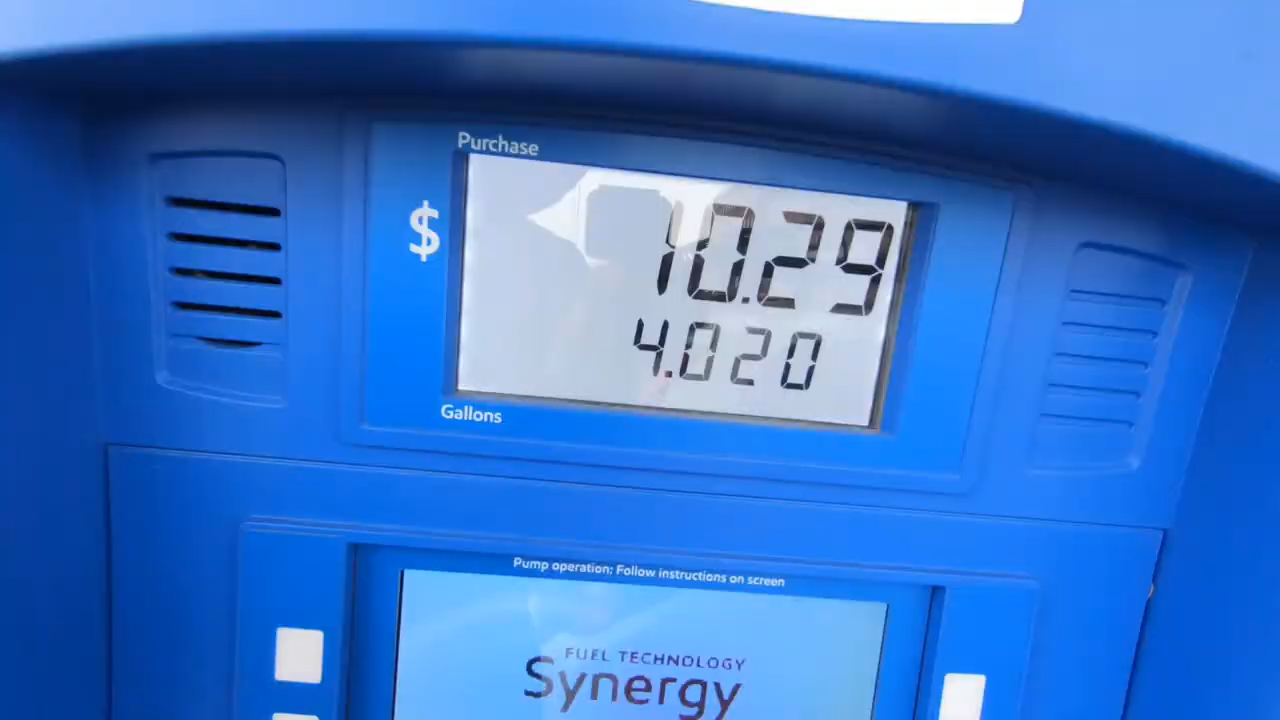 Purchase
$
10.29
4.020
Gallons
Pump operation: Follow instructions on screen
FUEL TECHNOLOGY
Synergy